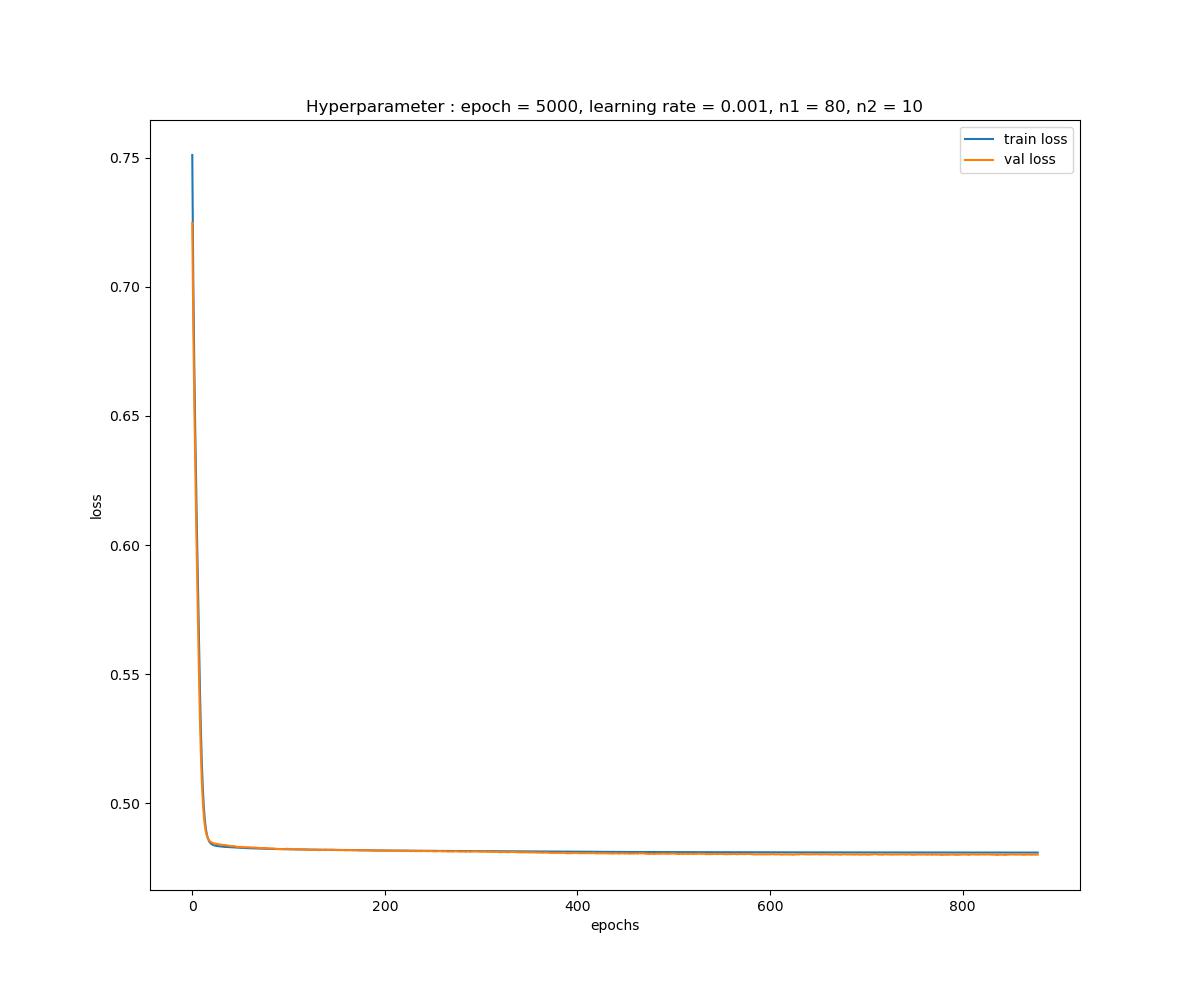 Hyperparameter : epoch = 5000, learning rate = 0.001, n1 = 80, n2 = 10
train loss
val loss
0.75
0.70
0.65
0.60
0.55
0.50
loss
0 200 400 600 800
epochs